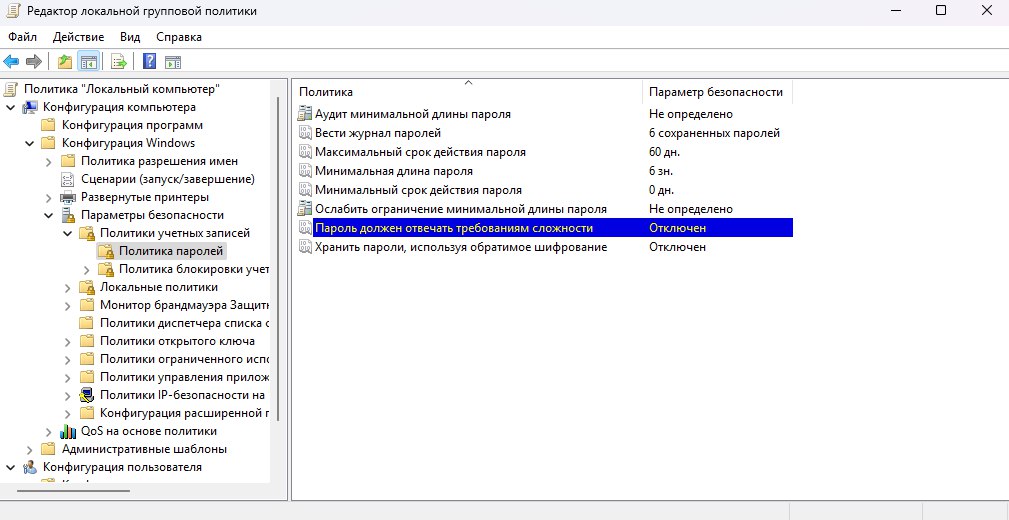 Редактор локальной групповой политики
Файл Действие Вид Справка
Политика "Локальный компьютер"
Конфигурация компьютера
Конфигурация программ
Конфигурация Windows
Политика разрешения имен
Сценарии (запуск/завершение)
Развернутые принтеры
Параметры безопасности
Политики учетных записей
Политика паролей
Политика блокировки учет
Локальные политики
Монитор брандмауэра Защитн
Политики диспетчера списка с
Политики открытого ключа
Политики ограниченного испо
Политики управления прилож
Политики IP-безопасности на
Конфигурация расширенной п
QoS на основе политики
Административные шаблоны
Конфигурация пользователя
Политика Параметр безопасности
Аудит минимальной длины пароля Не определено
Вести журнал паролей 6 сохраненных паролей
Максимальный срок действия пароля 60 дн.
Минимальная длина пароля 6 зн.
Минимальный срок действия пароля 0 дн.
Ослабить ограничение минимальной длины пароля Не определено
Пароль должен отвечать требованиям сложности Отключен
Хранить пароли, используя обратимое шифрование Отключен